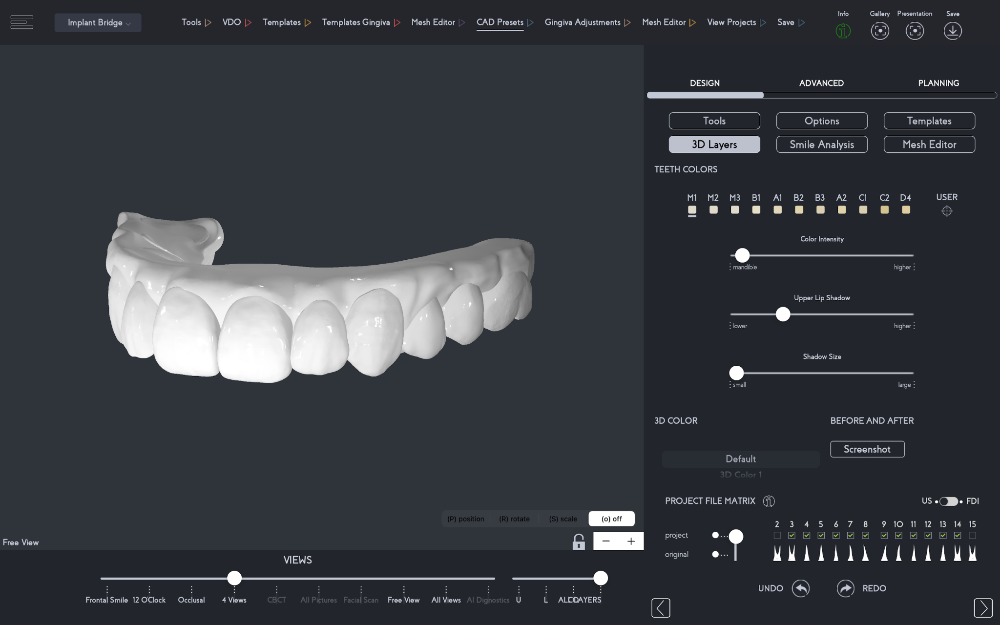 Implant Bridge
Tools VDO Templates Templates Gingiva Mesh Editor CAD Presets Gingiva Adjustments Mesh Editor View Projects Save
Info Gallery Presentation Save
DESIGN ADVANCED PLANNING
Tools Options Templates
3D Layers Smile Analysis Mesh Editor
TEETH COLORS
M1 M2 M3 B1 A1 B2 B3 A2 C1 C2 D4 USER
Color Intensity
mandible higher
Upper Lip Shadow
lower higher
Shadow Size
small large
3D COLOR BEFORE AND AFTER
Screenshot
Default
3D Color 1
PROJECT FILE MATRIX US FDI
2 3 4 5 6 7 8 9 10 11 12 13 14 15
project
original
UNDO REDO
(P) position (R) rotate (S) scale (o) off
Free View
− +
VIEWS
Frontal Smile 12 O'Clock Occlusal 4 Views CBCT All Pictures Facial Scan Free View All Views AI Dignostics U L